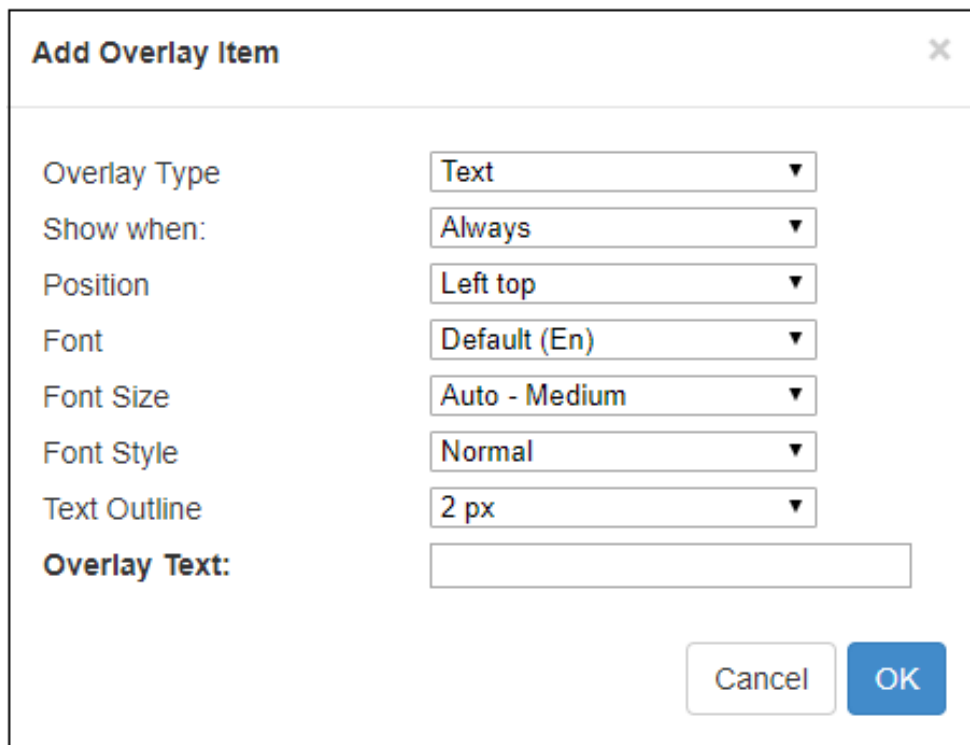 Add Overlay Item ×
Overlay Type Text
Show when: Always
Position Left top
Font Default (En)
Font Size Auto - Medium
Font Style Normal
Text Outline 2 px
Overlay Text:
Cancel OK